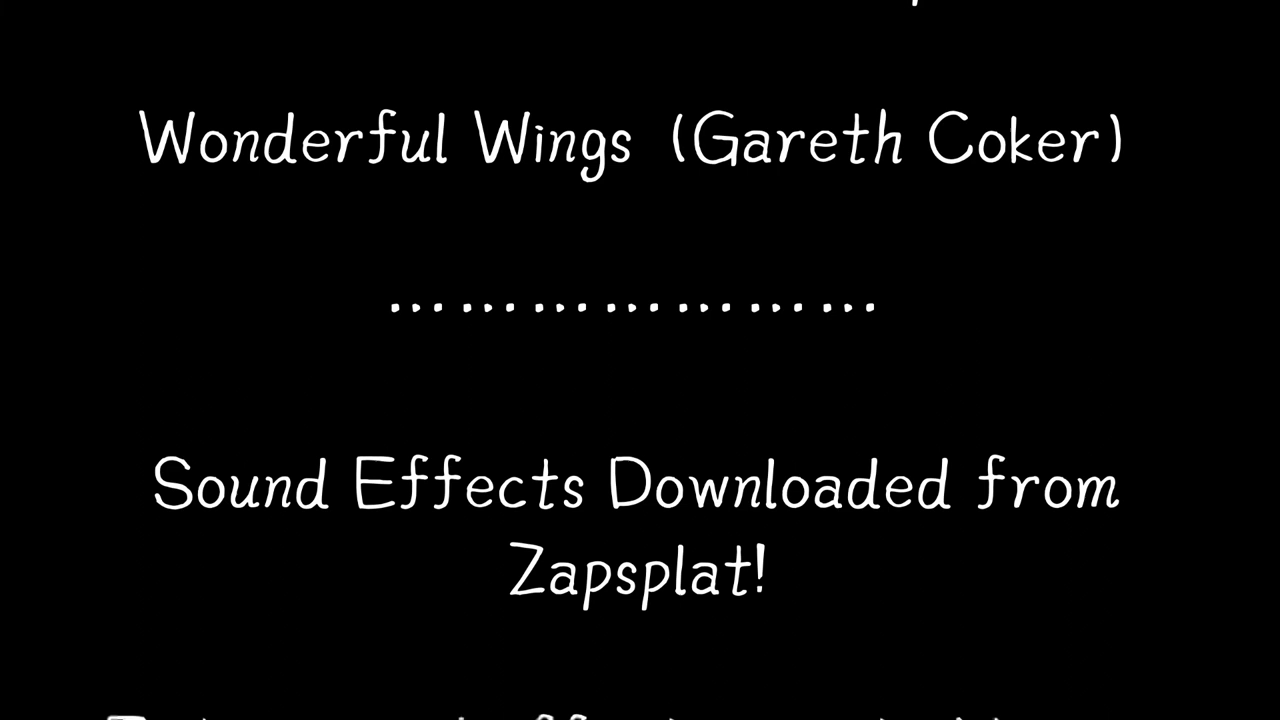 Wonderful Wings (Gareth Coker)
…………………
Sound Effects Downloaded from
Zapsplat!